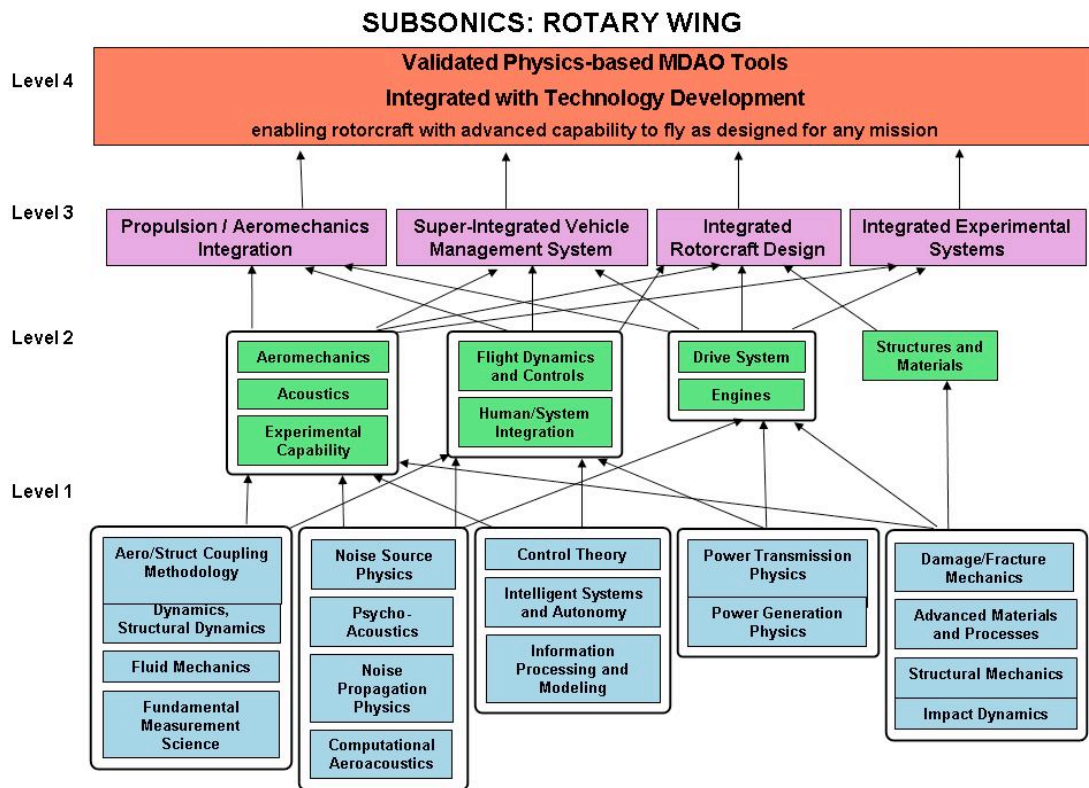 SUBSONICS: ROTARY WING
Level 4
Validated Physics-based MDAO Tools
Integrated with Technology Development
enabling rotorcraft with advanced capability to fly as designed for any mission
Level 3
Propulsion / Aeromechanics
Integration
Super-Integrated Vehicle
Management System
Integrated
Rotorcraft Design
Integrated Experimental
Systems
Level 2
Aeromechanics
Acoustics
Experimental
Capability
Flight Dynamics
and Controls
Human/System
Integration
Drive System
Engines
Structures and
Materials
Level 1
Aero/Struct Coupling
Methodology
Dynamics,
Structural Dynamics
Fluid Mechanics
Fundamental
Measurement
Science
Noise Source
Physics
Psycho-
Acoustics
Noise
Propagation
Physics
Computational
Aeroacoustics
Control Theory
Intelligent Systems
and Autonomy
Information
Processing and
Modeling
Power Transmission
Physics
Power Generation
Physics
Damage/Fracture
Mechanics
Advanced Materials
and Processes
Structural Mechanics
Impact Dynamics